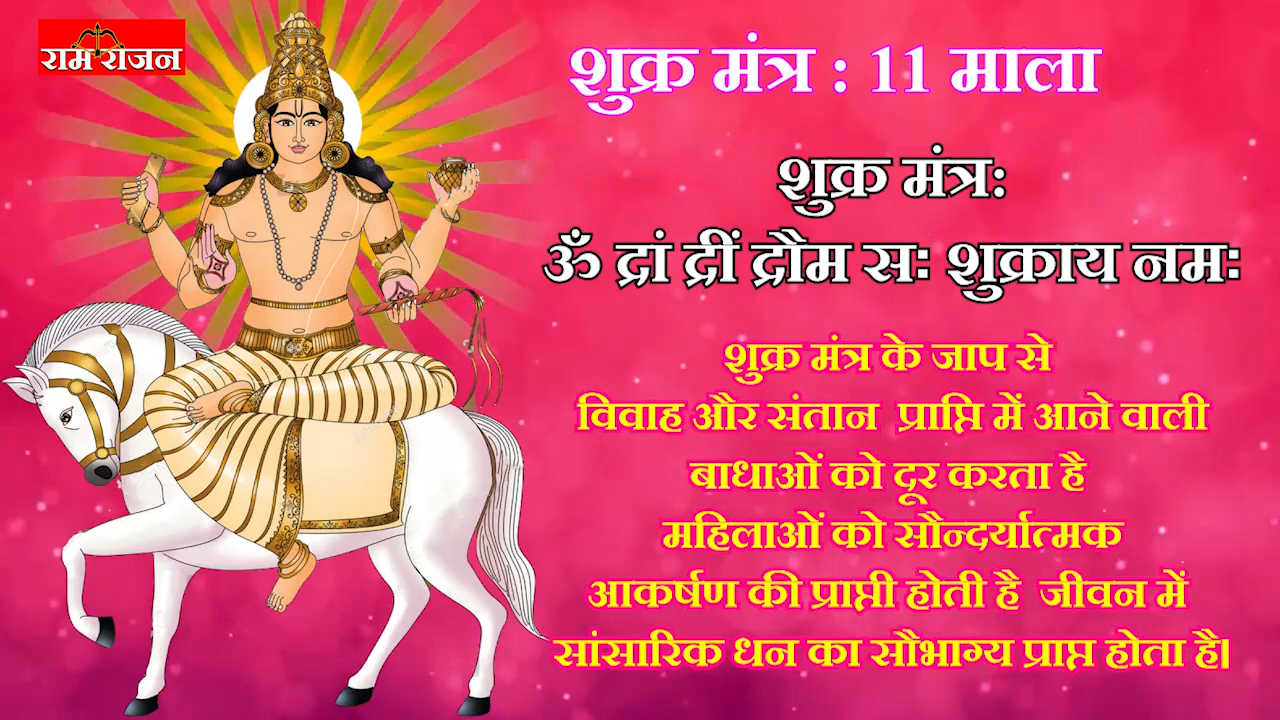 राम राजन
शुक्र मंत्र : 11 माला
शुक्र मंत्र:
ॐ द्रां द्रीं द्रौम सः शुक्राय नमः
शुक्र मंत्र के जाप से
विवाह और संतान प्राप्ति में आने वाली
बाधाओं को दूर करता है
महिलाओं को सौन्दर्यात्मक
आकर्षण की प्राप्ती होती है जीवन में
सांसारिक धन का सौभाग्य प्राप्त होता है।